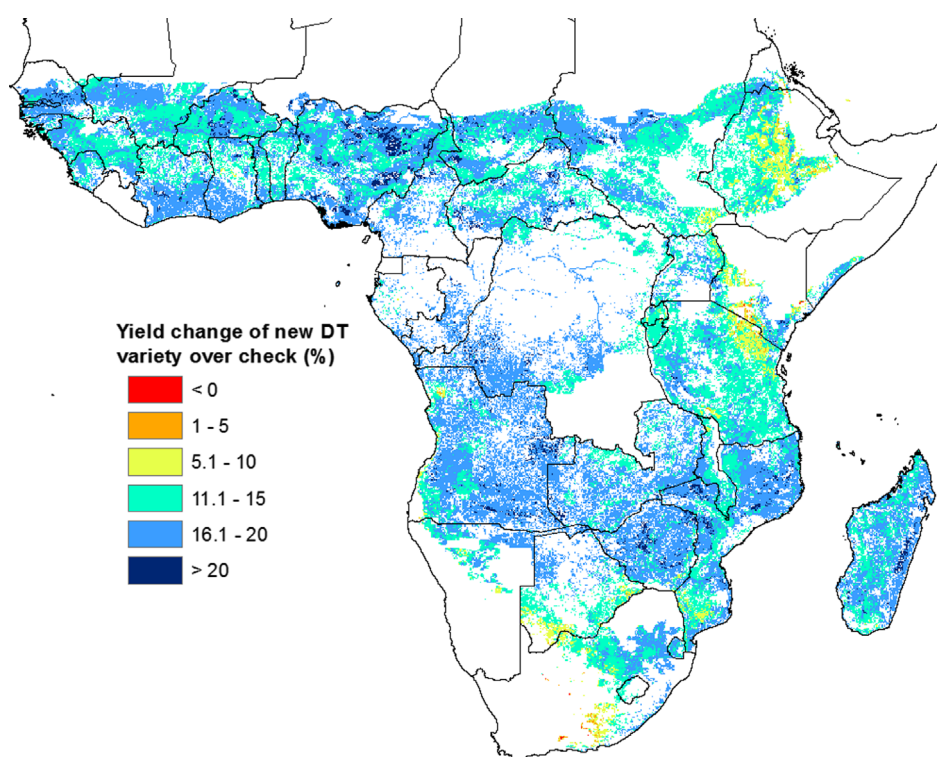 Yield change of new DT
variety over check (%)
< 0
1 - 5
5.1 - 10
11.1 - 15
16.1 - 20
> 20